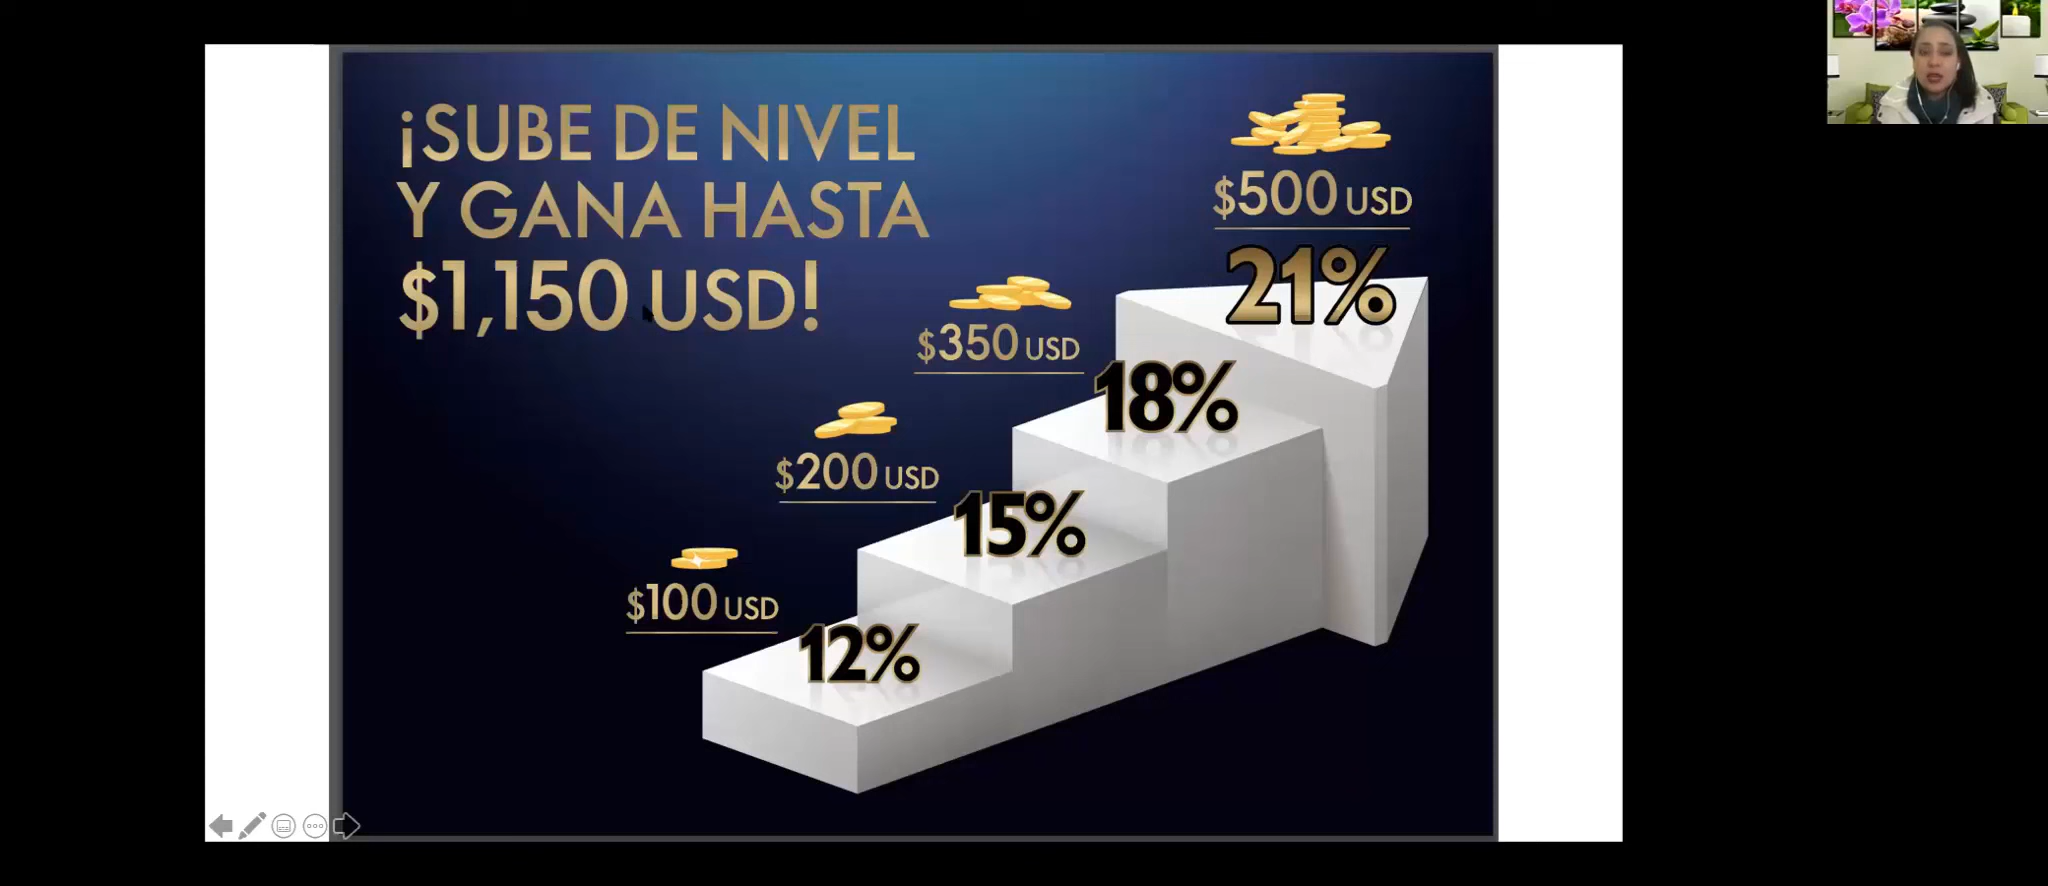 ¡SUBE DE NIVEL
Y GANA HASTA
$1,150 USD!
$500 USD
21%
$350 USD
18%
$200 USD
15%
$100 USD
12%